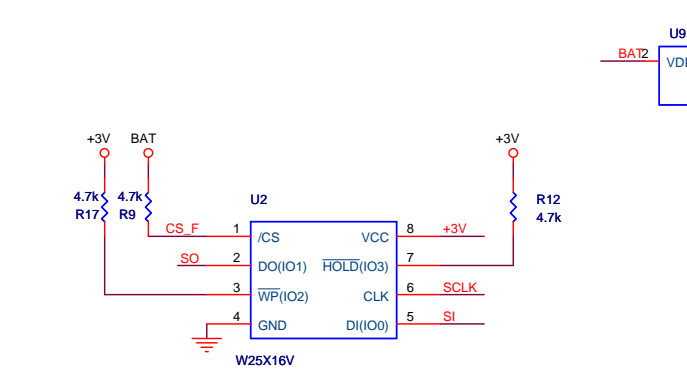 U9
BAT 2
VD
+3V BAT +3V
4.7k 4.7k U2 R12
R17 R9 4.7k
CS_F 1 /CS VCC 8 +3V
SO 2 DO(IO1) HOLD(IO3) 7
3 WP(IO2) CLK 6 SCLK
4 GND DI(IO0) 5 SI
W25X16V